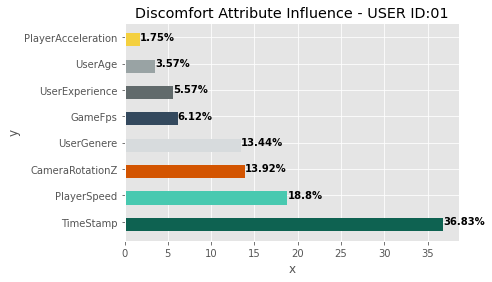 Discomfort Attribute Influence - USER ID:01
PlayerAcceleration 1.75%
UserAge 3.57%
UserExperience 5.57%
GameFps 6.12%
UserGenere 13.44%
CameraRotationZ 13.92%
PlayerSpeed 18.8%
TimeStamp 36.83%
y
0 5 10 15 20 25 30 35
x